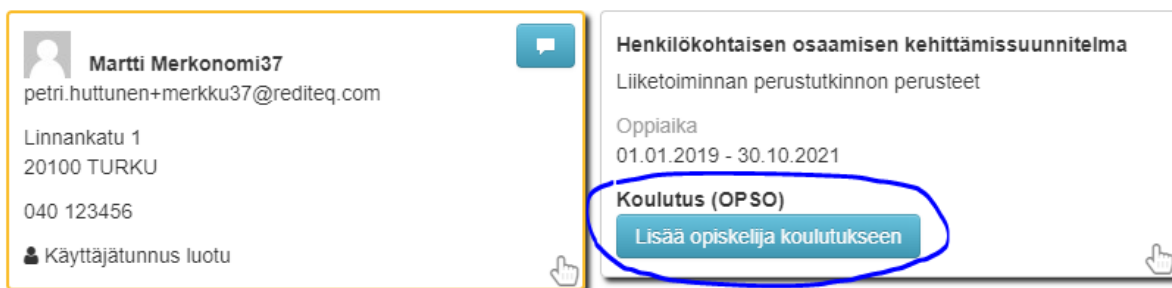 Martti Merkonomi37
petri.huttunen+merkku37@rediteq.com
Linnankatu 1
20100 TURKU
040 123456
Käyttäjätunnus luotu
Henkilökohtaisen osaamisen kehittämissuunnitelma
Liiketoiminnan perustutkinnon perusteet
Oppiaika
01.01.2019 - 30.10.2021
Koulutus (OPSO)
Lisää opiskelija koulutukseen